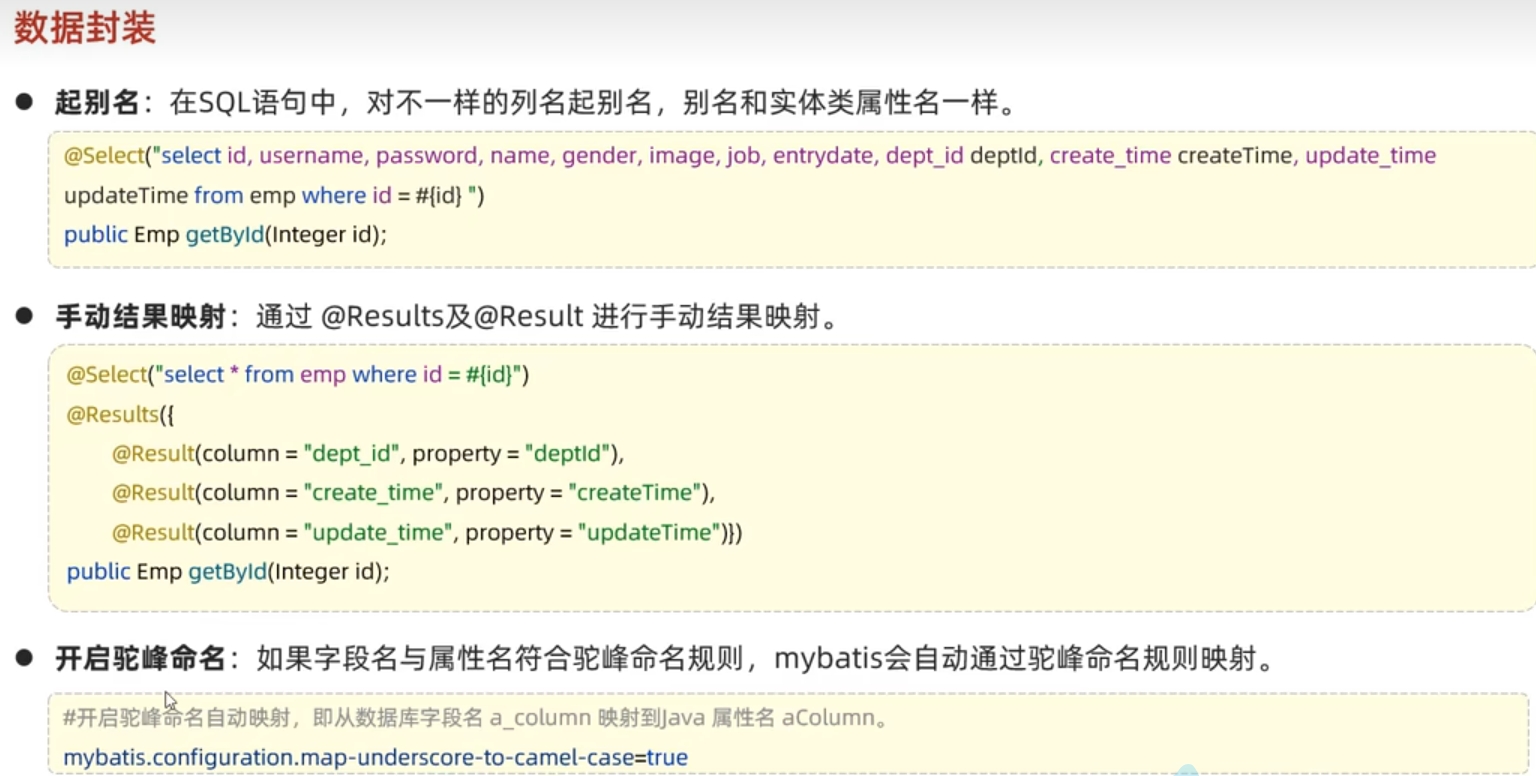 数据封装
● 起别名：在SQL语句中，对不一样的列名起别名，别名和实体类属性名一样。
@Select("select id, username, password, name, gender, image, job, entrydate, dept_id deptId, create_time createTime, update_time
updateTime from emp where id = #{id} ")
public Emp getById(Integer id);
● 手动结果映射：通过 @Results及@Result 进行手动结果映射。
@Select("select * from emp where id = #{id}")
@Results({
@Result(column = "dept_id", property = "deptId"),
@Result(column = "create_time", property = "createTime"),
@Result(column = "update_time", property = "updateTime")})
public Emp getById(Integer id);
● 开启驼峰命名：如果字段名与属性名符合驼峰命名规则，mybatis会自动通过驼峰命名规则映射。
#开启驼峰命名自动映射，即从数据库字段名 a_column 映射到Java 属性名 aColumn。
mybatis.configuration.map-underscore-to-camel-case=true